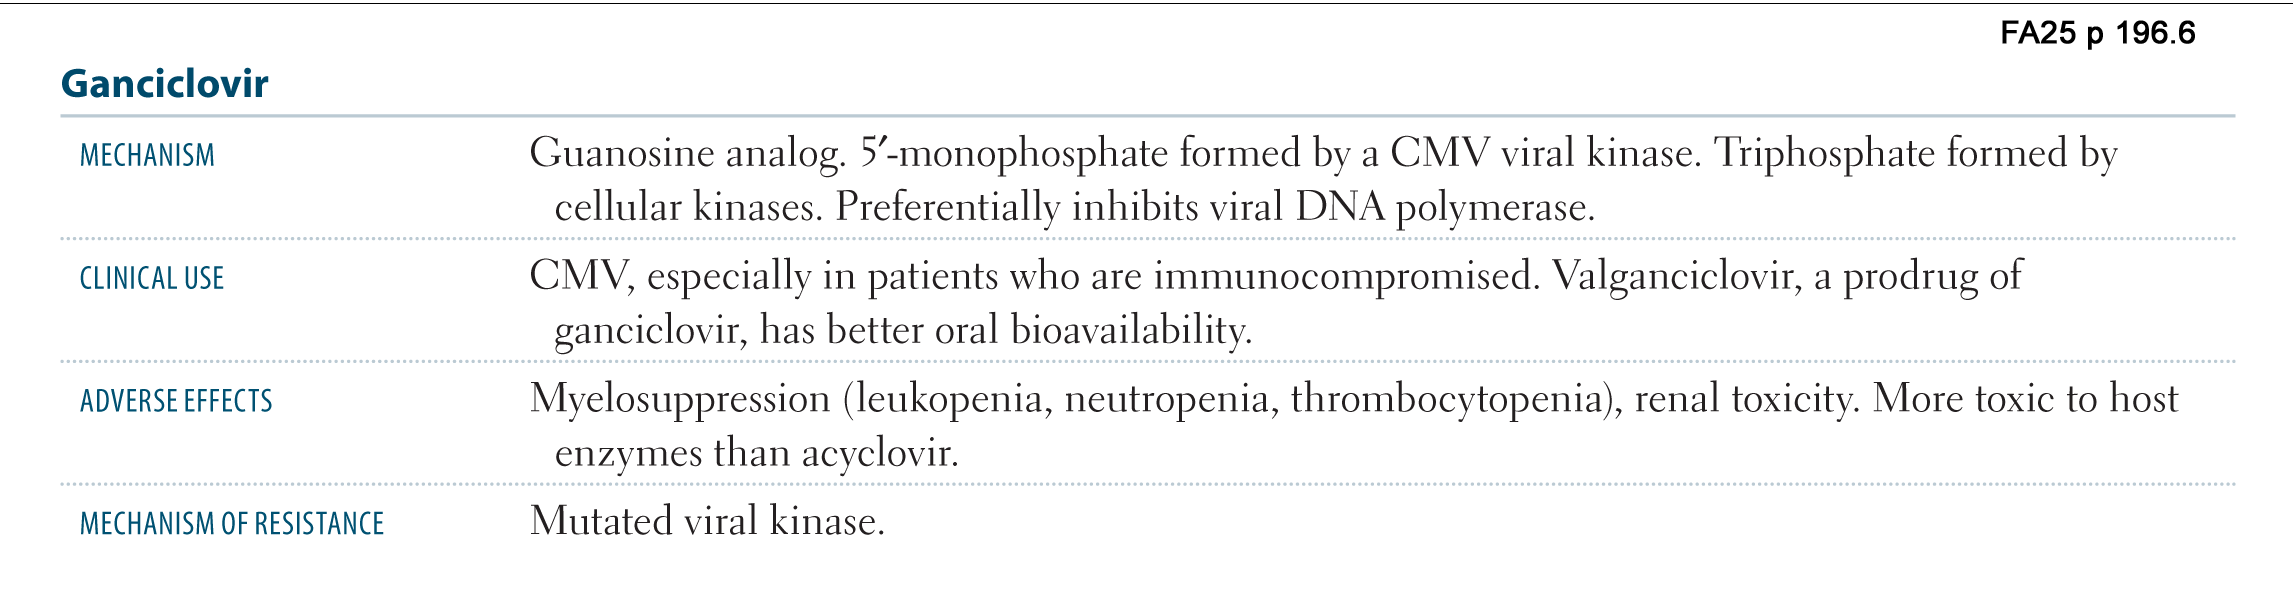 FA25 p 196.6
Ganciclovir
MECHANISM Guanosine analog. 5′-monophosphate formed by a CMV viral kinase. Triphosphate formed by
cellular kinases. Preferentially inhibits viral DNA polymerase.
CLINICAL USE CMV, especially in patients who are immunocompromised. Valganciclovir, a prodrug of
ganciclovir, has better oral bioavailability.
ADVERSE EFFECTS Myelosuppression (leukopenia, neutropenia, thrombocytopenia), renal toxicity. More toxic to host
enzymes than acyclovir.
MECHANISM OF RESISTANCE Mutated viral kinase.